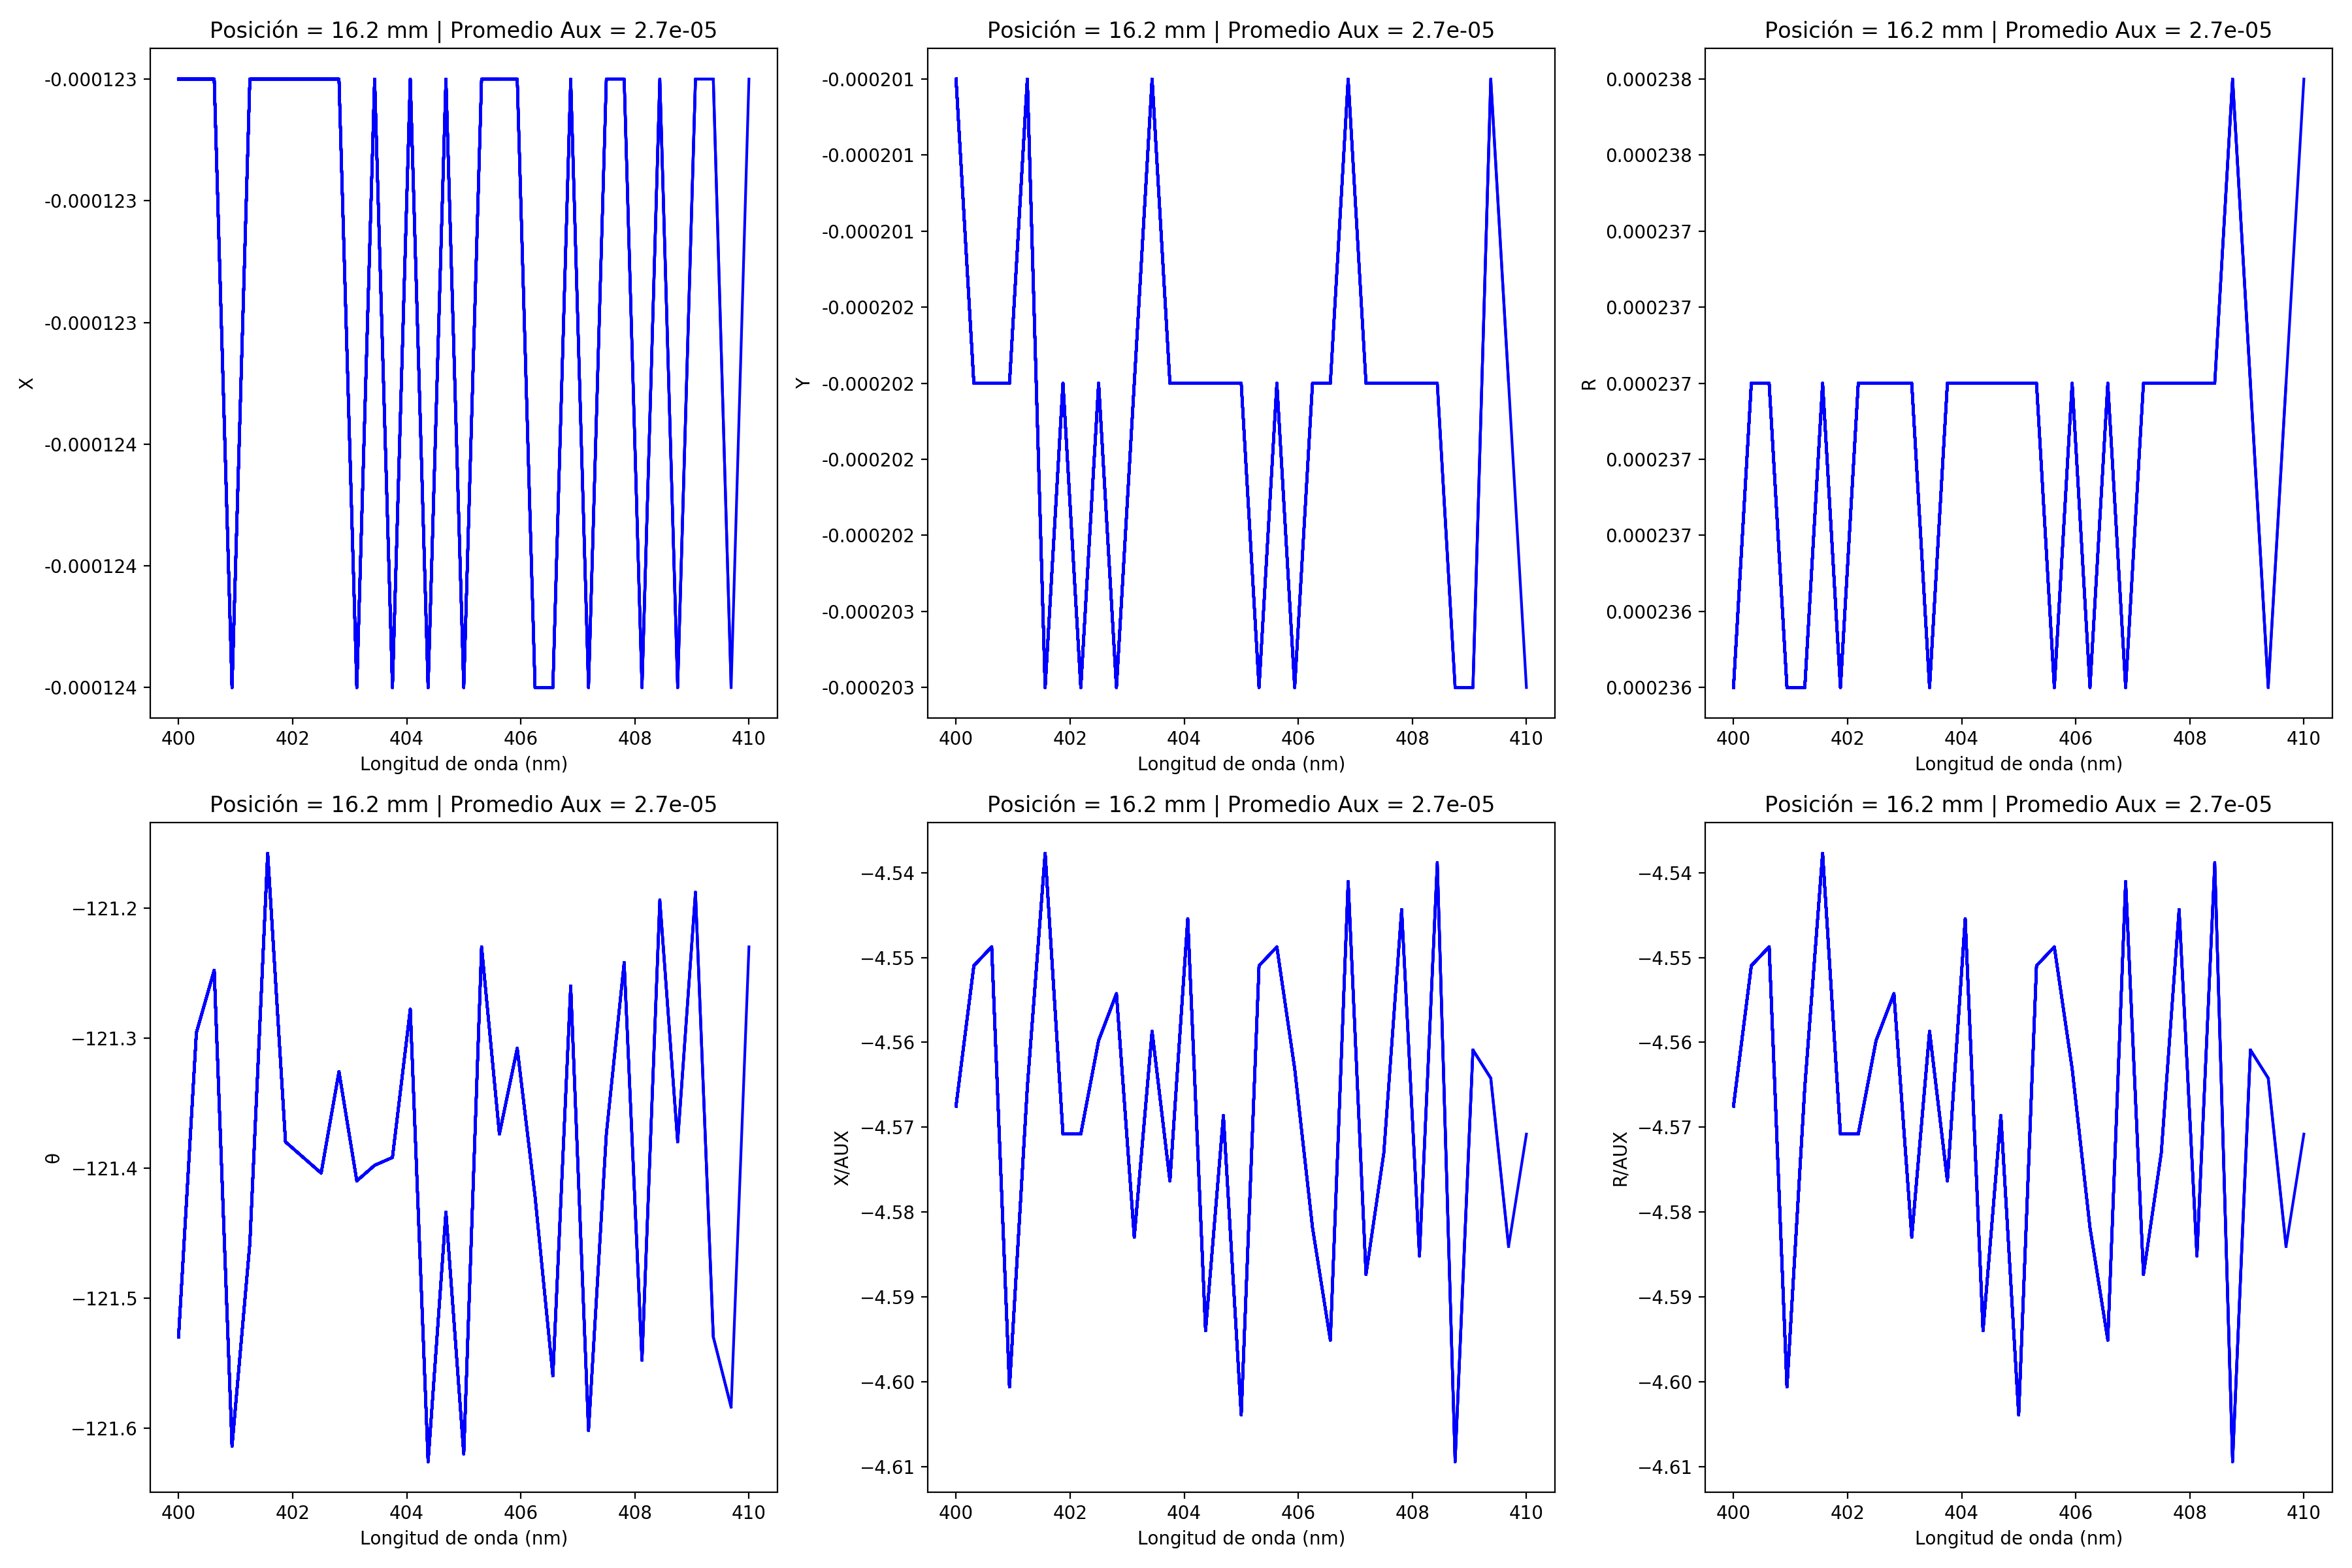 Posición = 16.2 mm | Promedio Aux = 2.7e-05
-0.000123
-0.000123
-0.000123
-0.000124
-0.000124
-0.000124
X
400 402 404 406 408 410
Longitud de onda (nm)
Posición = 16.2 mm | Promedio Aux = 2.7e-05
-0.000201
-0.000201
-0.000201
-0.000202
-0.000202
-0.000202
-0.000202
-0.000203
-0.000203
Y
400 402 404 406 408 410
Longitud de onda (nm)
Posición = 16.2 mm | Promedio Aux = 2.7e-05
0.000238
0.000238
0.000237
0.000237
0.000237
0.000237
0.000237
0.000236
0.000236
R
400 402 404 406 408 410
Longitud de onda (nm)
Posición = 16.2 mm | Promedio Aux = 2.7e-05
−121.2
−121.3
−121.4
−121.5
−121.6
θ
400 402 404 406 408 410
Longitud de onda (nm)
Posición = 16.2 mm | Promedio Aux = 2.7e-05
−4.54
−4.55
−4.56
−4.57
−4.58
−4.59
−4.60
−4.61
X/AUX
400 402 404 406 408 410
Longitud de onda (nm)
Posición = 16.2 mm | Promedio Aux = 2.7e-05
−4.54
−4.55
−4.56
−4.57
−4.58
−4.59
−4.60
−4.61
R/AUX
400 402 404 406 408 410
Longitud de onda (nm)